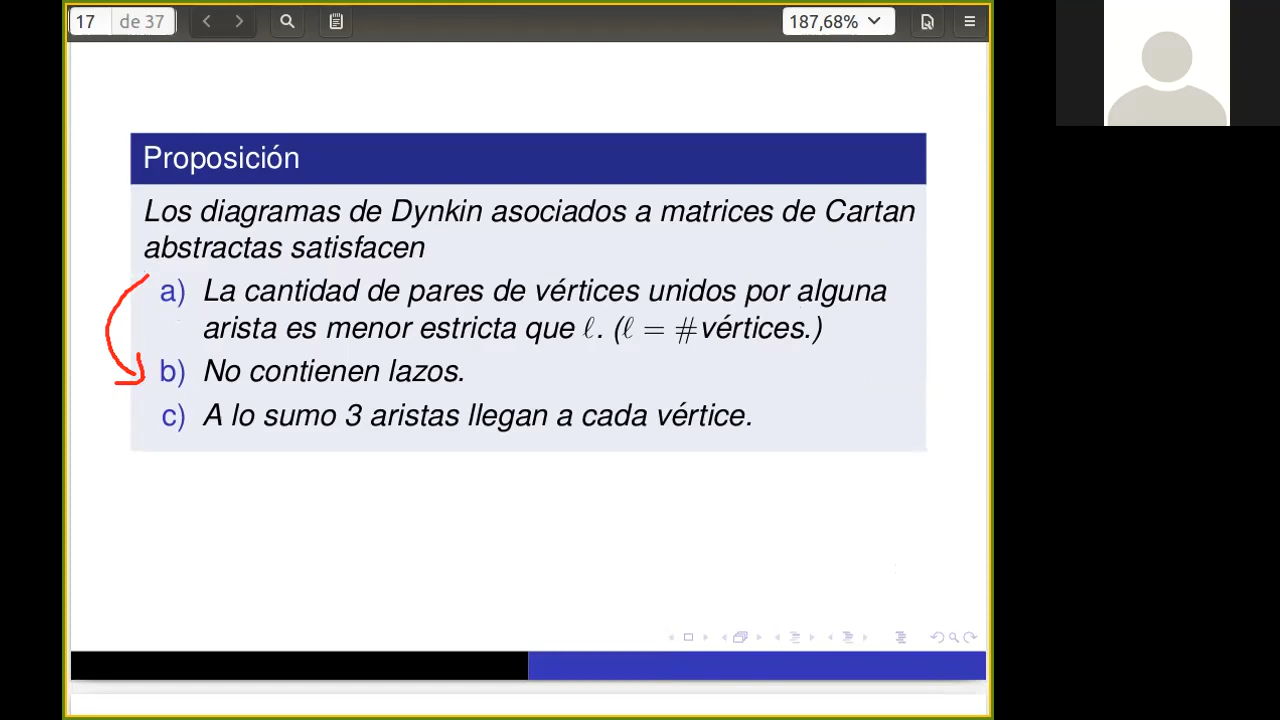 17 de 37 187,68%
Proposición
Los diagramas de Dynkin asociados a matrices de Cartan
abstractas satisfacen
a) La cantidad de pares de vértices unidos por alguna
arista es menor estricta que ℓ. (ℓ = #vértices.)
b) No contienen lazos.
c) A lo sumo 3 aristas llegan a cada vértice.